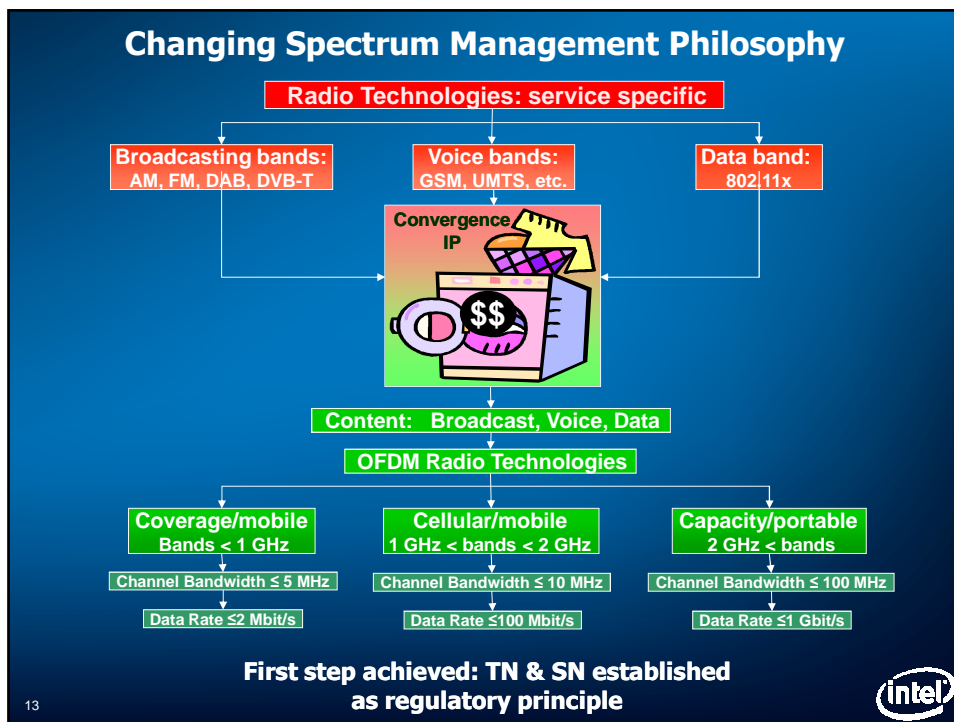 Changing Spectrum Management Philosophy
Radio Technologies: service specific
Broadcasting bands:
AM, FM, DAB, DVB-T
Voice bands:
GSM, UMTS, etc.
Data band:
802.11x
Convergence
IP
$$
Content: Broadcast, Voice, Data
OFDM Radio Technologies
Coverage/mobile
Bands < 1 GHz
Cellular/mobile
1 GHz < bands < 2 GHz
Capacity/portable
2 GHz < bands
Channel Bandwidth ≤ 5 MHz
Channel Bandwidth ≤ 10 MHz
Channel Bandwidth ≤ 100 MHz
Data Rate ≤2 Mbit/s
Data Rate ≤100 Mbit/s
Data Rate ≤1 Gbit/s
First step achieved: TN & SN established
as regulatory principle
13
intel